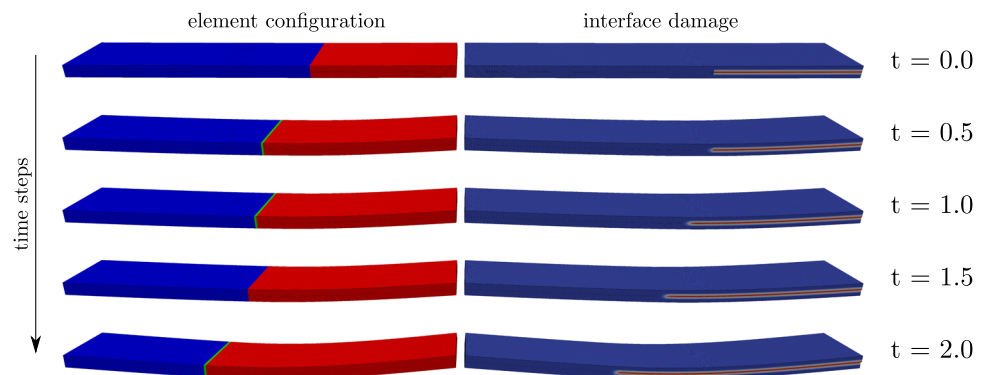 element configuration
interface damage
t = 0.0
t = 0.5
t = 1.0
t = 1.5
t = 2.0
time steps